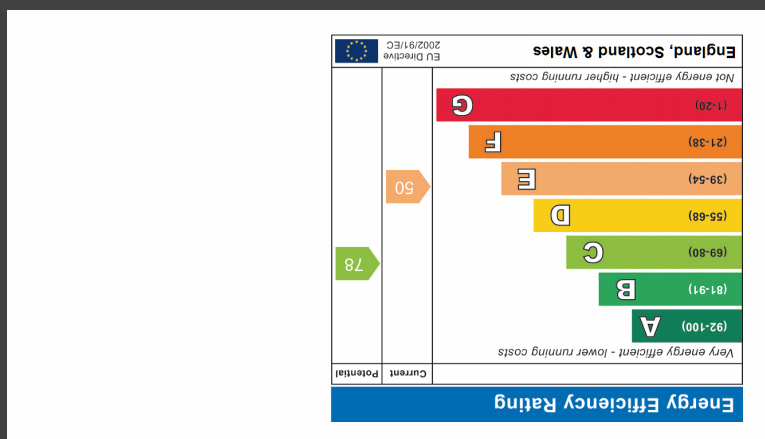 Energy Efficiency Rating
Current Potential
Very energy efficient - lower running costs
(92-100) A
(81-91) B
(69-80) C
78
(55-68) D
(39-54) E
50
(21-38) F
(1-20) G
Not energy efficient - higher running costs
England, Scotland & Wales
EU Directive
2002/91/EC